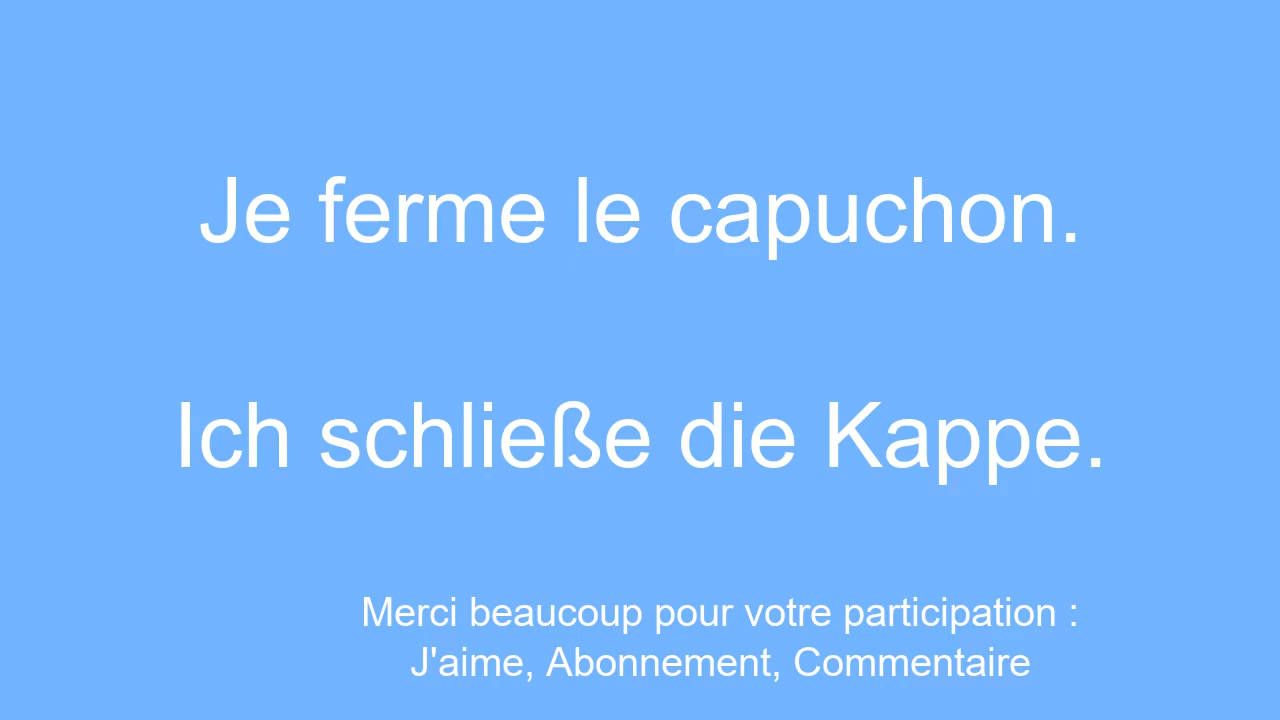 Je ferme le capuchon.
Ich schließe die Kappe.
Merci beaucoup pour votre participation :
J'aime, Abonnement, Commentaire